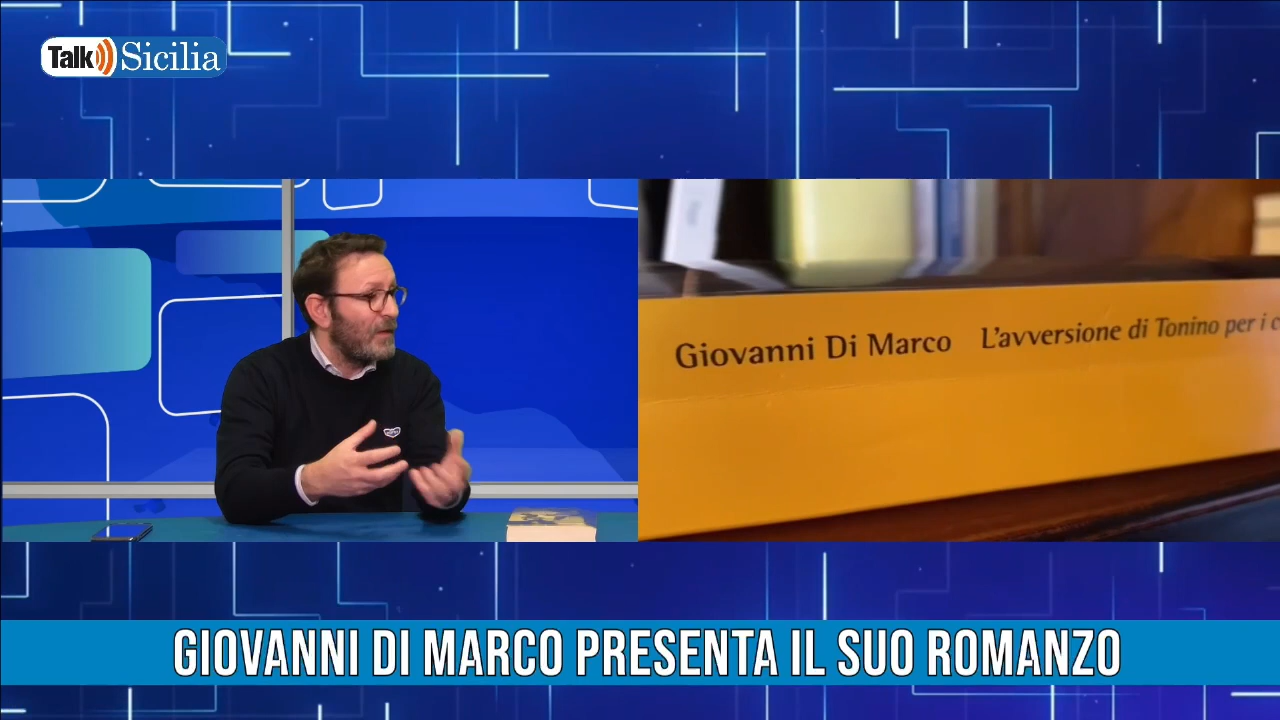 Talk Sicilia
Giovanni Di Marco L'avversione di Tonino per i c
GIOVANNI DI MARCO PRESENTA IL SUO ROMANZO